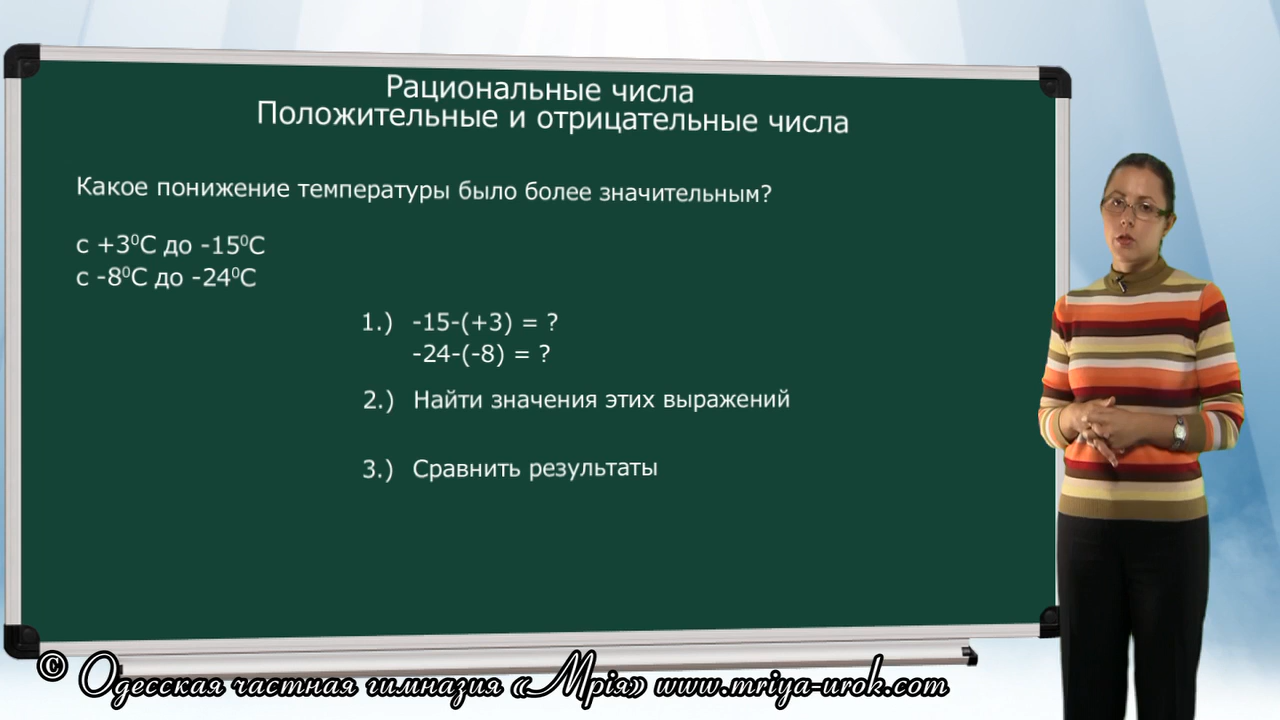 Рациональные числа
Положительные и отрицательные числа
Какое понижение температуры было более значительным?
с +3⁰С до -15⁰С
с -8⁰С до -24⁰С
1.) -15-(+3) = ?
-24-(-8) = ?
2.) Найти значения этих выражений
3.) Сравнить результаты
© Одесская частная гимназия «Мрія» www.mriya-urok.com